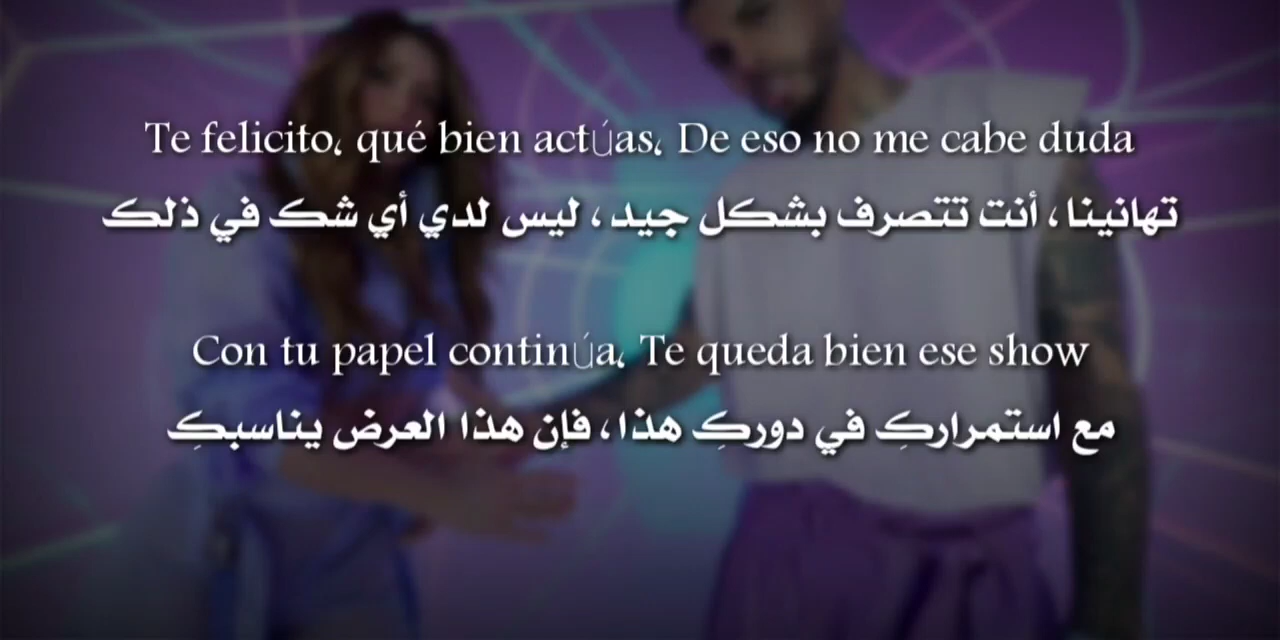 Te felicito، qué bien actúas، De eso no me cabe duda
تهانينا ، أنت تتصرف بشكل جيد ، ليس لدي أي شك في ذلك
Con tu papel continúa، Te queda bien ese show
مع استمراركِ في دوركِ هذا، فإن هذا العرض يناسبكِ